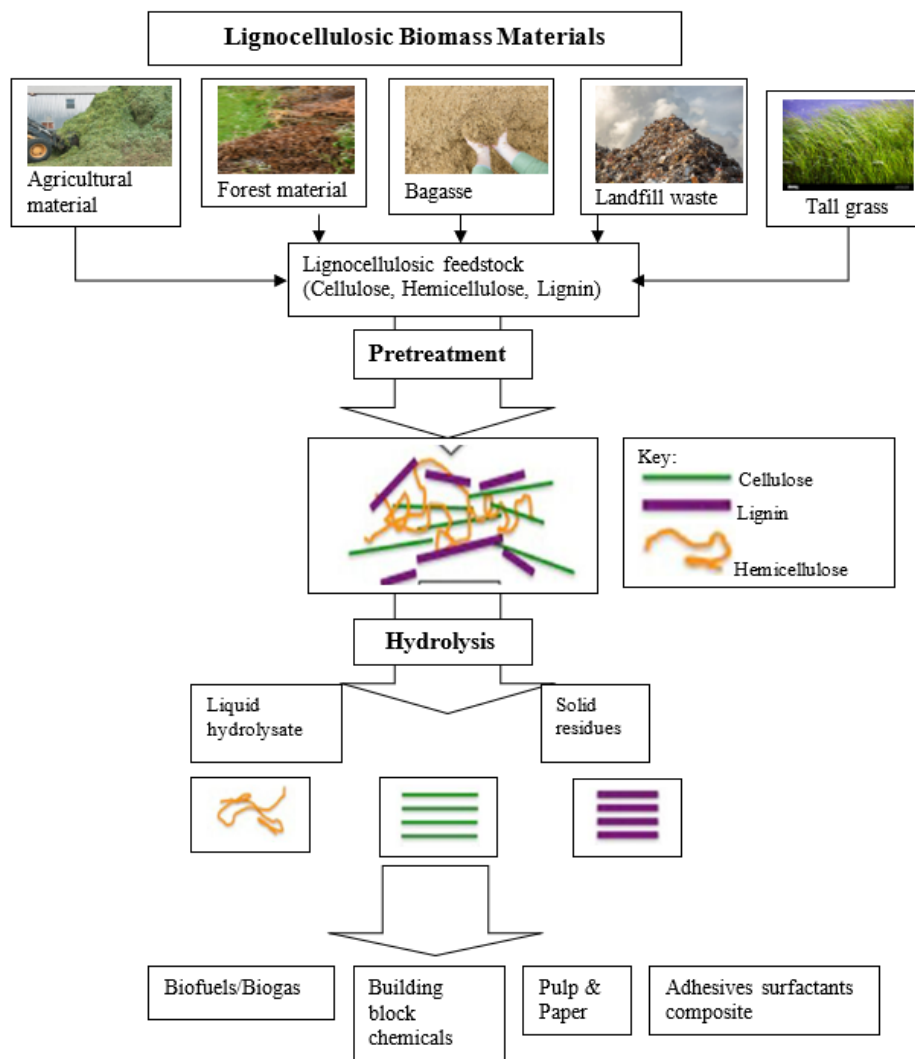 Lignocellulosic Biomass Materials
Agricultural
material
Forest material
Bagasse
Landfill waste
Tall grass
Lignocellulosic feedstock
(Cellulose, Hemicellulose, Lignin)
Pretreatment
Key:
Cellulose
Lignin
Hemicellulose
Hydrolysis
Liquid
hydrolysate
Solid
residues
Biofuels/Biogas
Building
block
chemicals
Pulp &
Paper
Adhesives surfactants
composite